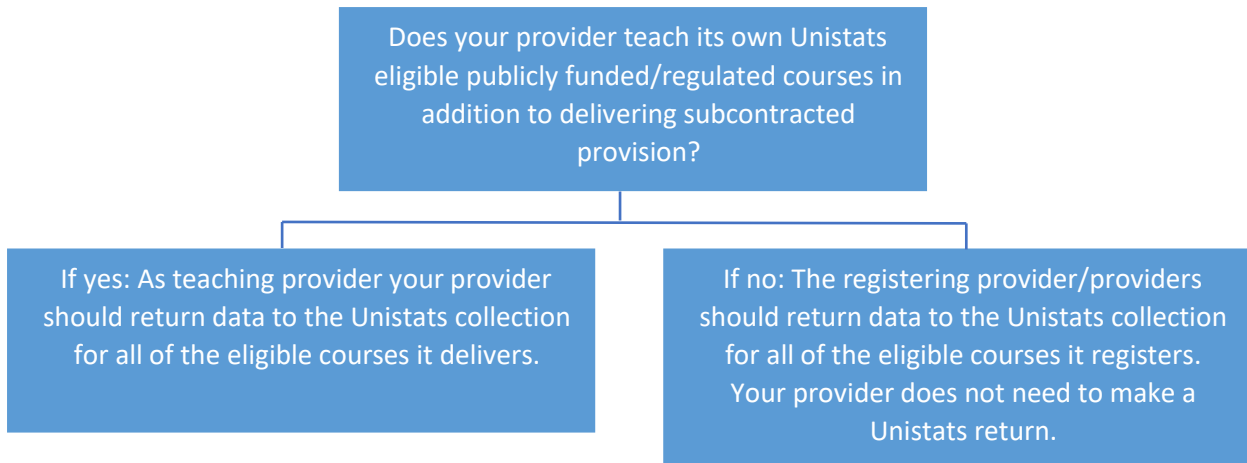 Does your provider teach its own Unistats
eligible publicly funded/regulated courses in
addition to delivering subcontracted
provision?
If yes: As teaching provider your provider
should return data to the Unistats collection
for all of the eligible courses it delivers.
If no: The registering provider/providers
should return data to the Unistats collection
for all of the eligible courses it registers.
Your provider does not need to make a
Unistats return.